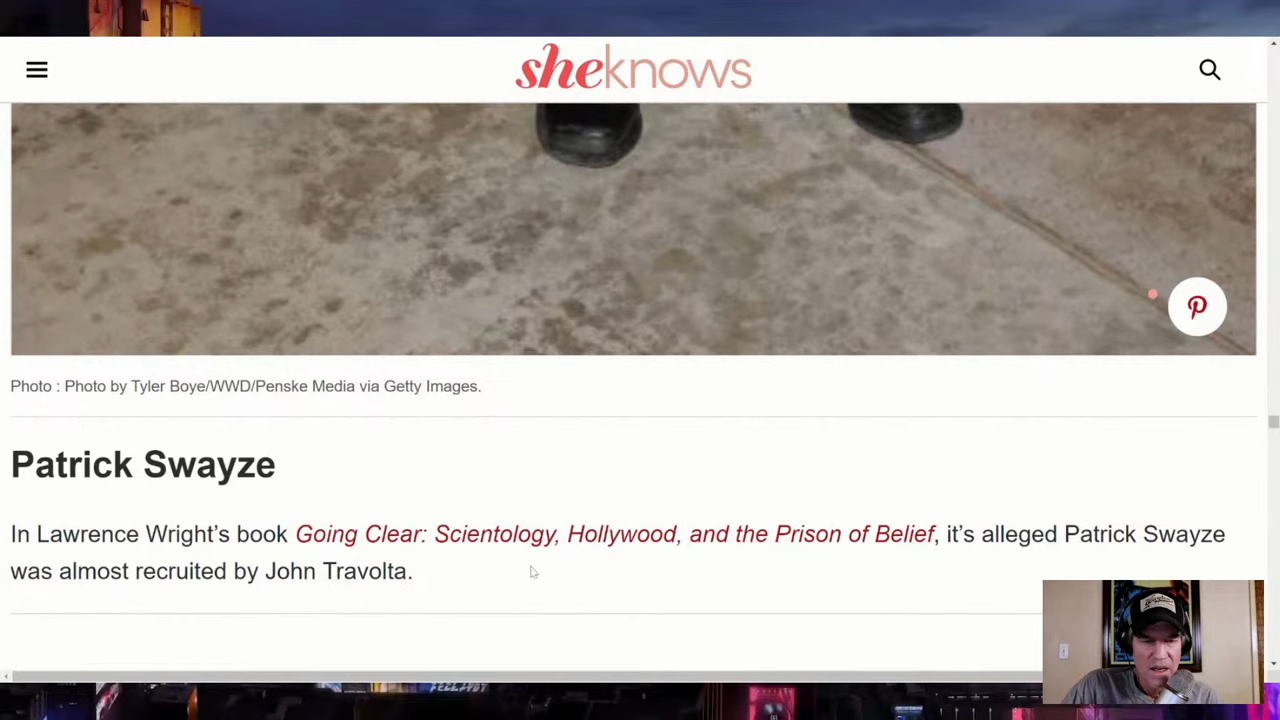 sheknows
Photo : Photo by Tyler Boye/WWD/Penske Media via Getty Images.
Patrick Swayze
In Lawrence Wright’s book Going Clear: Scientology, Hollywood, and the Prison of Belief, it’s alleged Patrick Swayze
was almost recruited by John Travolta.